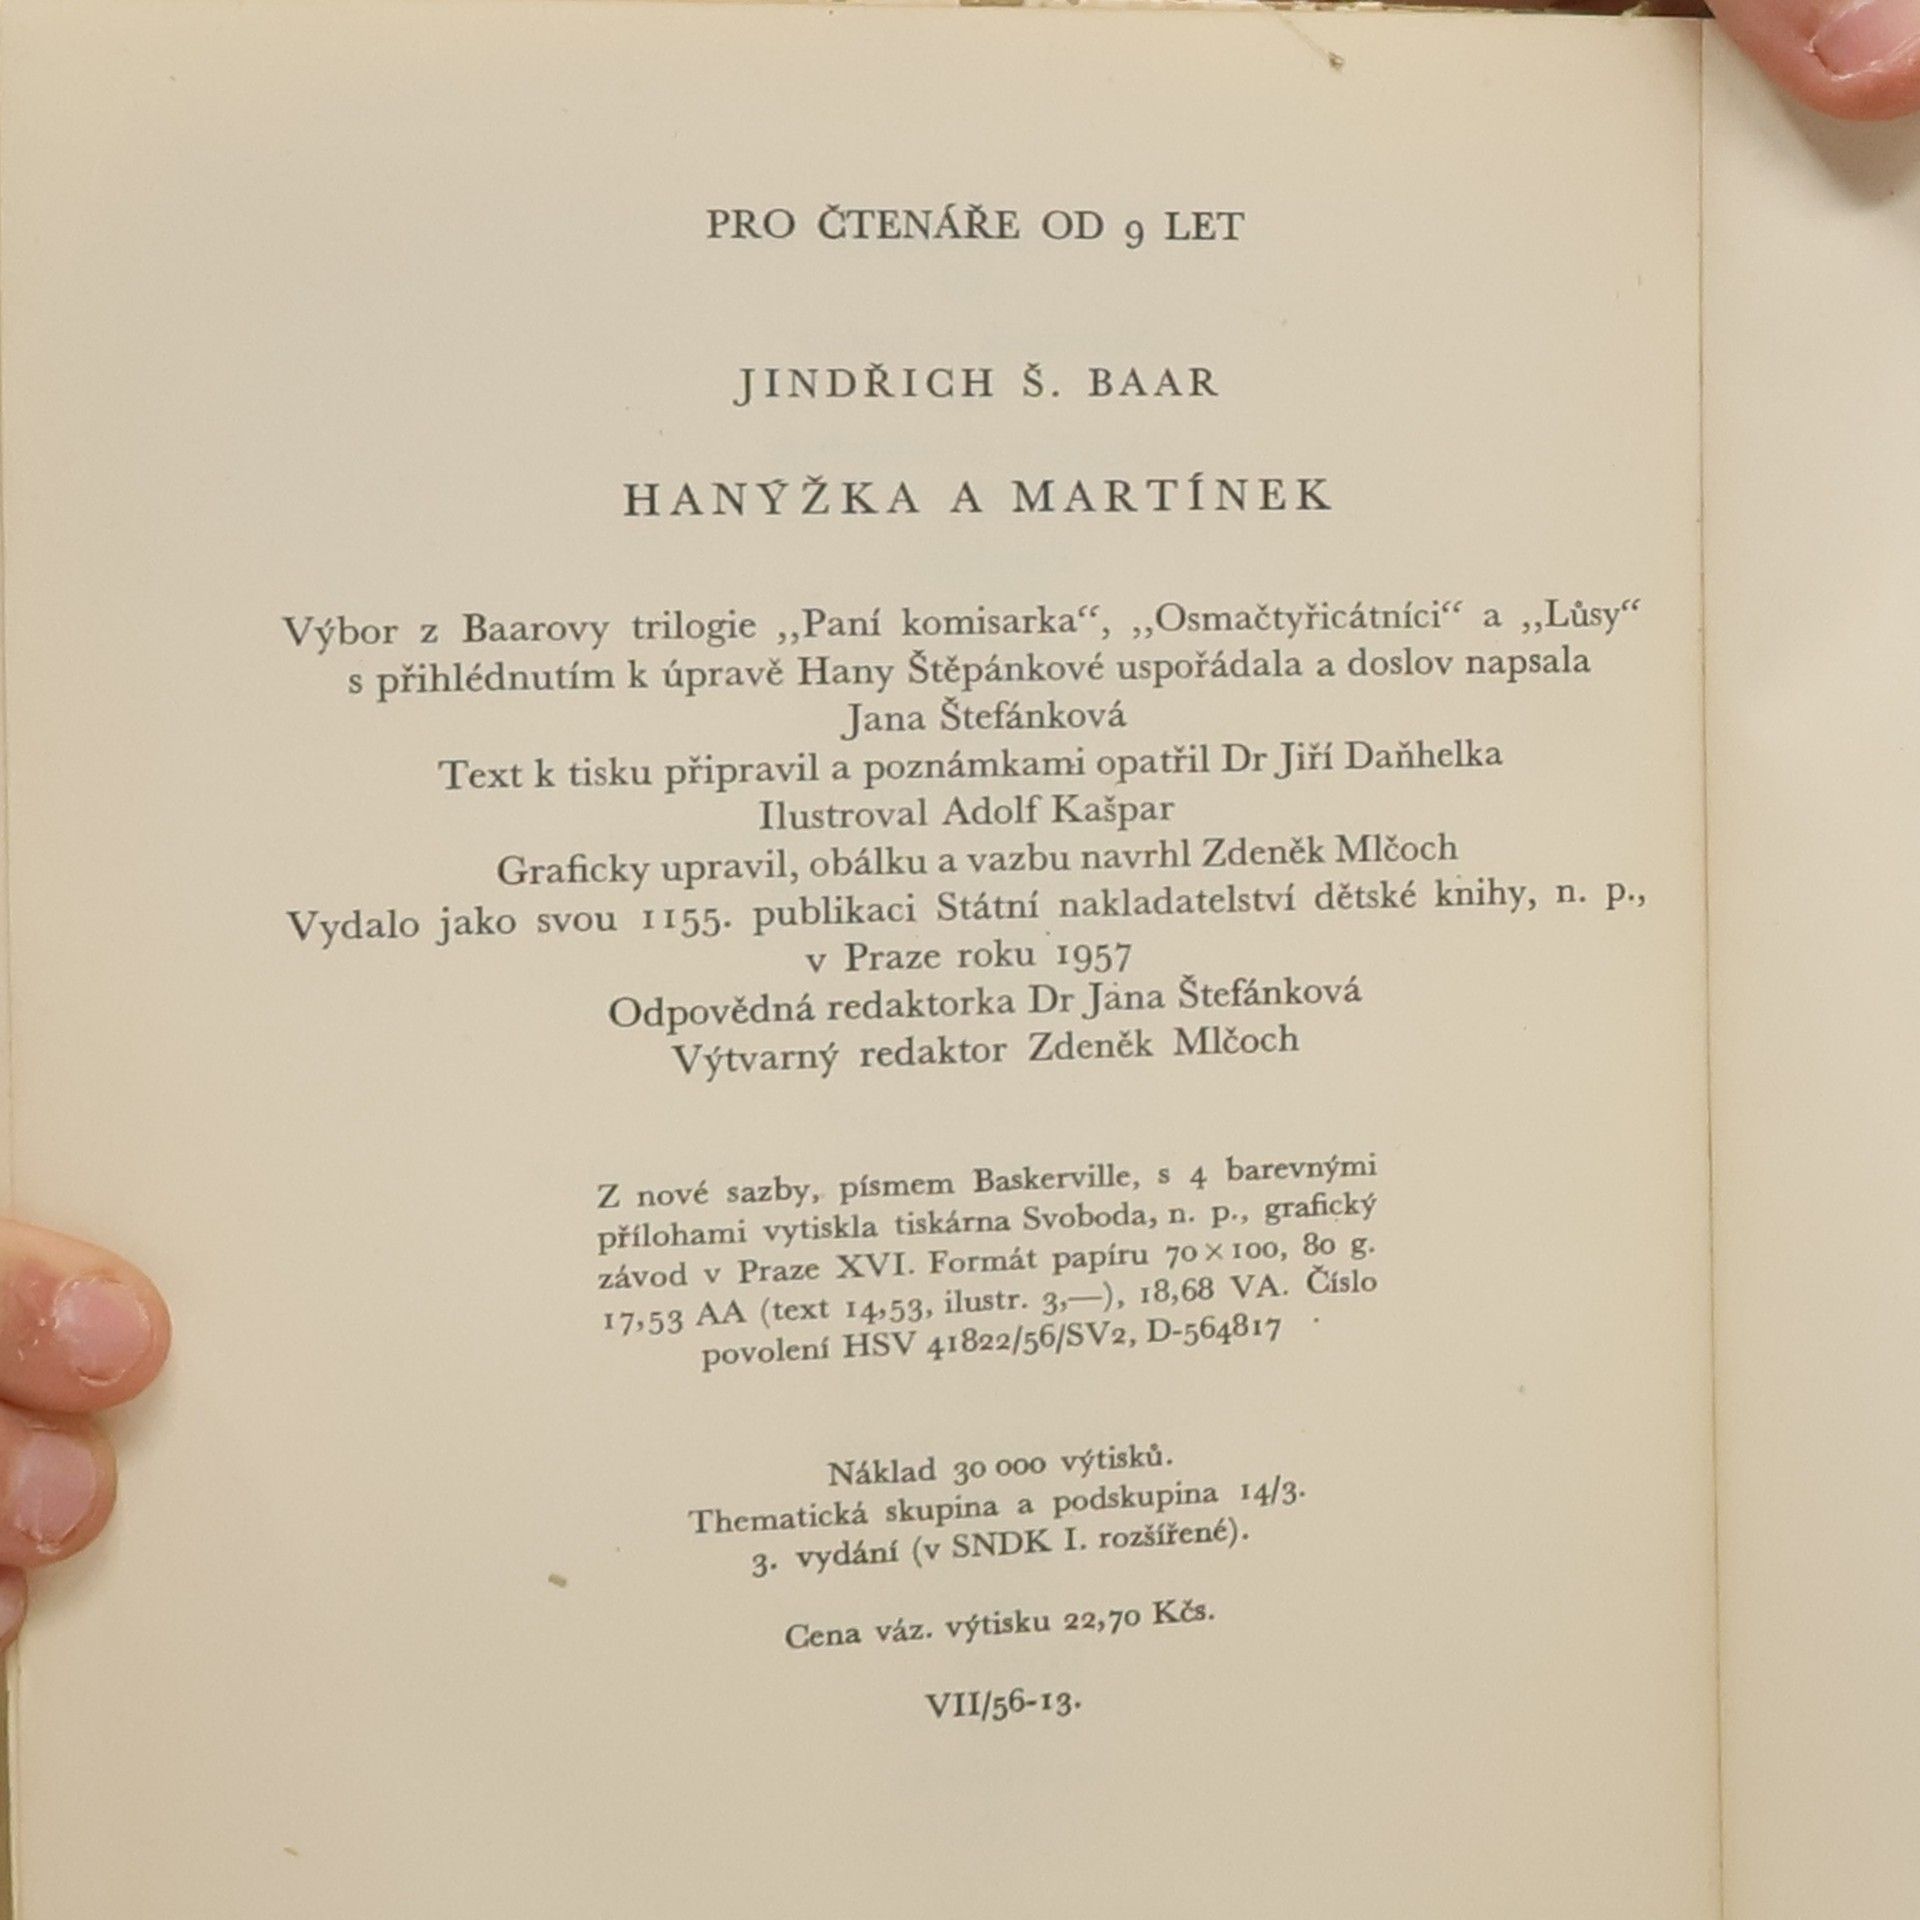 PRO ČTENÁŘE OD 9 LET
JINDŘICH Š. BAAR
HANÝŽKA A MARTÍNEK
Výbor z Baarovy trilogie ,,Paní komisarka“, ,,Osmačtyřicátníci“ a ,,Lůsy“
s přihlédnutím k úpravě Hany Štěpánkové uspořádala a doslov napsala
Jana Štefánková
Text k tisku připravil a poznámkami opatřil Dr Jiří Daňhelka
Ilustroval Adolf Kašpar
Graficky upravil, obálku a vazbu navrhl Zdeněk Mlčoch
Vydalo jako svou 1155. publikaci Státní nakladatelství dětské knihy, n. p.,
v Praze roku 1957
Odpovědná redaktorka Dr Jana Štefánková
Výtvarný redaktor Zdeněk Mlčoch
Z nové sazby, písmem Baskerville, s 4 barevnými
přílohami vytiskla tiskárna Svoboda, n. p., grafický
závod v Praze XVI. Formát papíru 70×100, 80 g.
17,53 AA (text 14,53, ilustr. 3,—), 18,68 VA. Číslo
povolení HSV 41822/56/SV2, D-564817
Náklad 30 000 výtisků.
Thematická skupina a podskupina 14/3.
3. vydání (v SNDK I. rozšířené).
Cena váz. výtisku 22,70 Kčs.
VII/56-13.